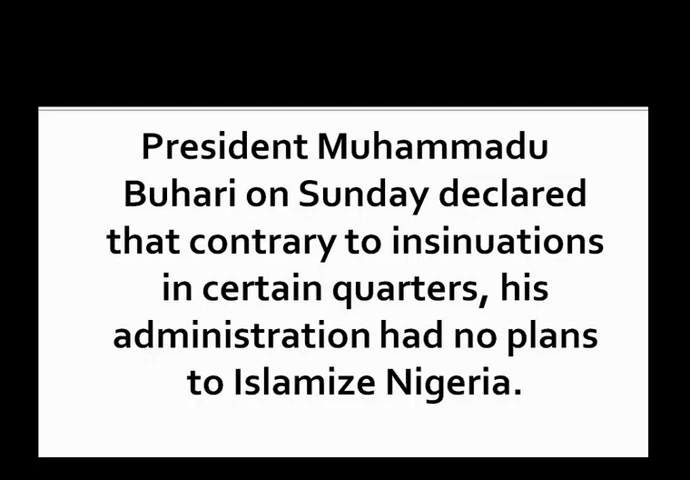 President Muhammadu
Buhari on Sunday declared
that contrary to insinuations
in certain quarters, his
administration had no plans
to Islamize Nigeria.